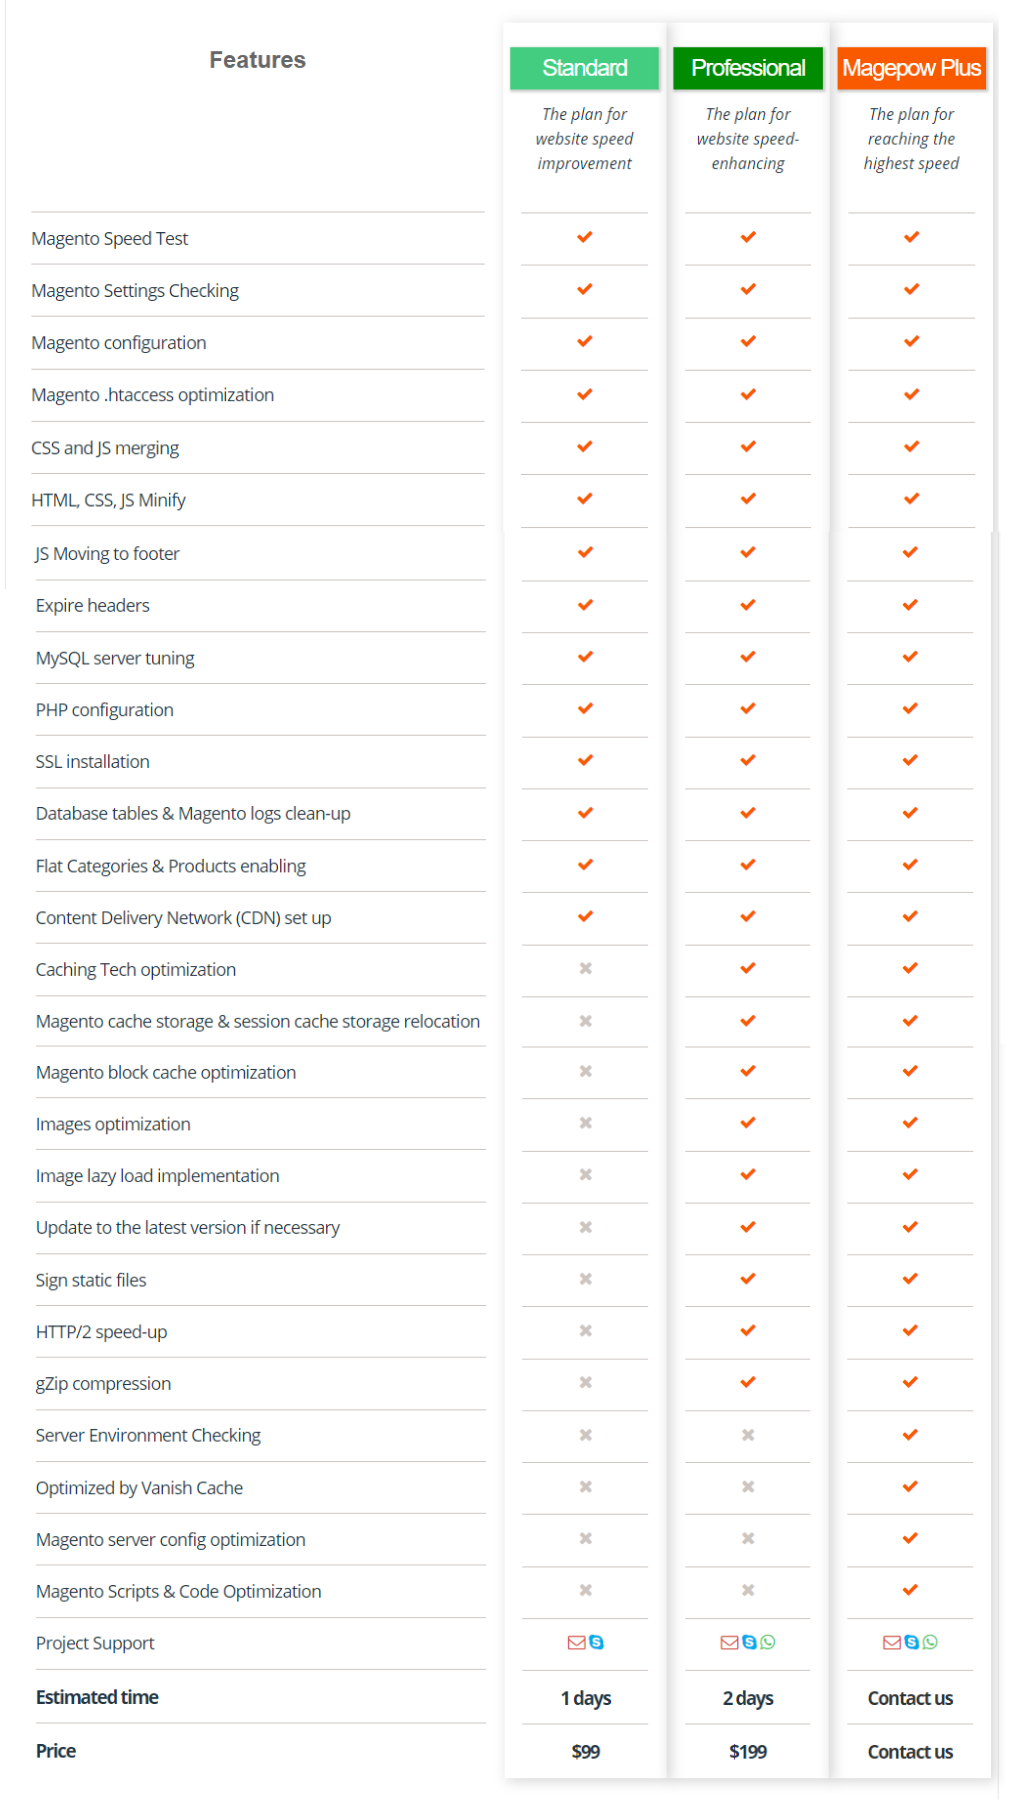 Features
Standard
Professional
Magepow Plus
The plan for
website speed
improvement
The plan for
website speed-
enhancing
The plan for
reaching the
highest speed
Magento Speed Test
Magento Settings Checking
Magento configuration
Magento .htaccess optimization
CSS and JS merging
HTML, CSS, JS Minify
JS Moving to footer
Expire headers
MySQL server tuning
PHP configuration
SSL installation
Database tables & Magento logs clean-up
Flat Categories & Products enabling
Content Delivery Network (CDN) set up
Caching Tech optimization
Magento cache storage & session cache storage relocation
Magento block cache optimization
Images optimization
Image lazy load implementation
Update to the latest version if necessary
Sign static files
HTTP/2 speed-up
gZip compression
Server Environment Checking
Optimized by Vanish Cache
Magento server config optimization
Magento Scripts & Code Optimization
Project Support
Estimated time 1 days 2 days Contact us
Price $99 $199 Contact us